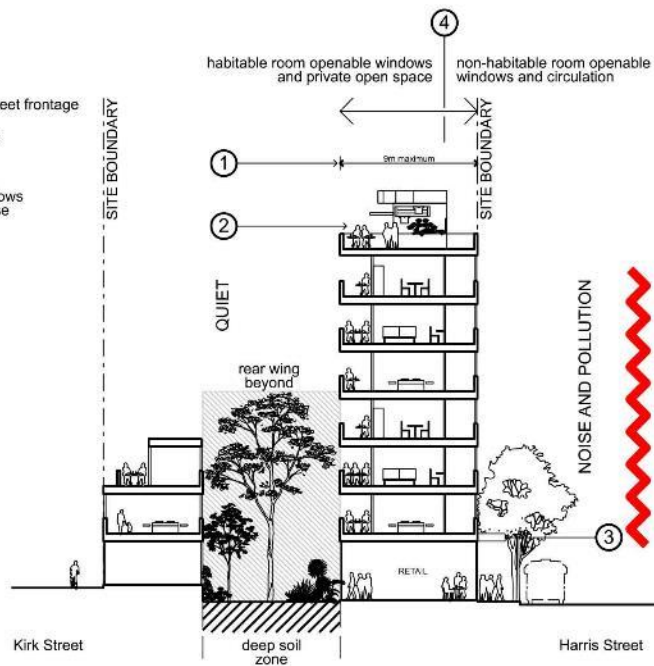 4
habitable room openable windows
and private open space
non-habitable room openable
windows and circulation
eet frontage
SITE BOUNDARY
1
9m maximum
SITE BOUNDARY
ows
2
QUIET
NOISE AND POLLUTION
rear wing
beyond
3
RETAIL
Kirk Street
deep soil
zone
Harris Street